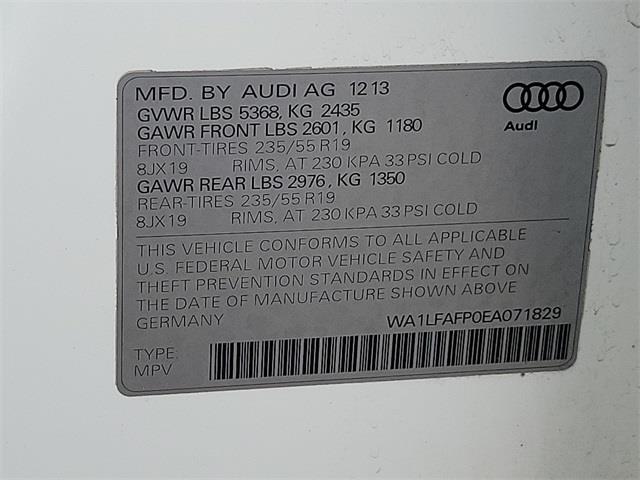 MFD. BY AUDI AG 12 13
GVWR LBS 5368, KG 2435
GAWR FRONT LBS 2601, KG 1180
FRONT-TIRES 235/55 R19
8JX19 RIMS, AT 230 KPA 33 PSI COLD
GAWR REAR LBS 2976, KG 1350
REAR-TIRES 235/55 R19
8JX19 RIMS, AT 230 KPA 33 PSI COLD
Audi
THIS VEHICLE CONFORMS TO ALL APPLICABLE
U.S. FEDERAL MOTOR VEHICLE SAFETY AND
THEFT PREVENTION STANDARDS IN EFFECT ON
THE DATE OF MANUFACTURE SHOWN ABOVE
GERMANY
WA1LFAFP0EA071829
TYPE:
MPV